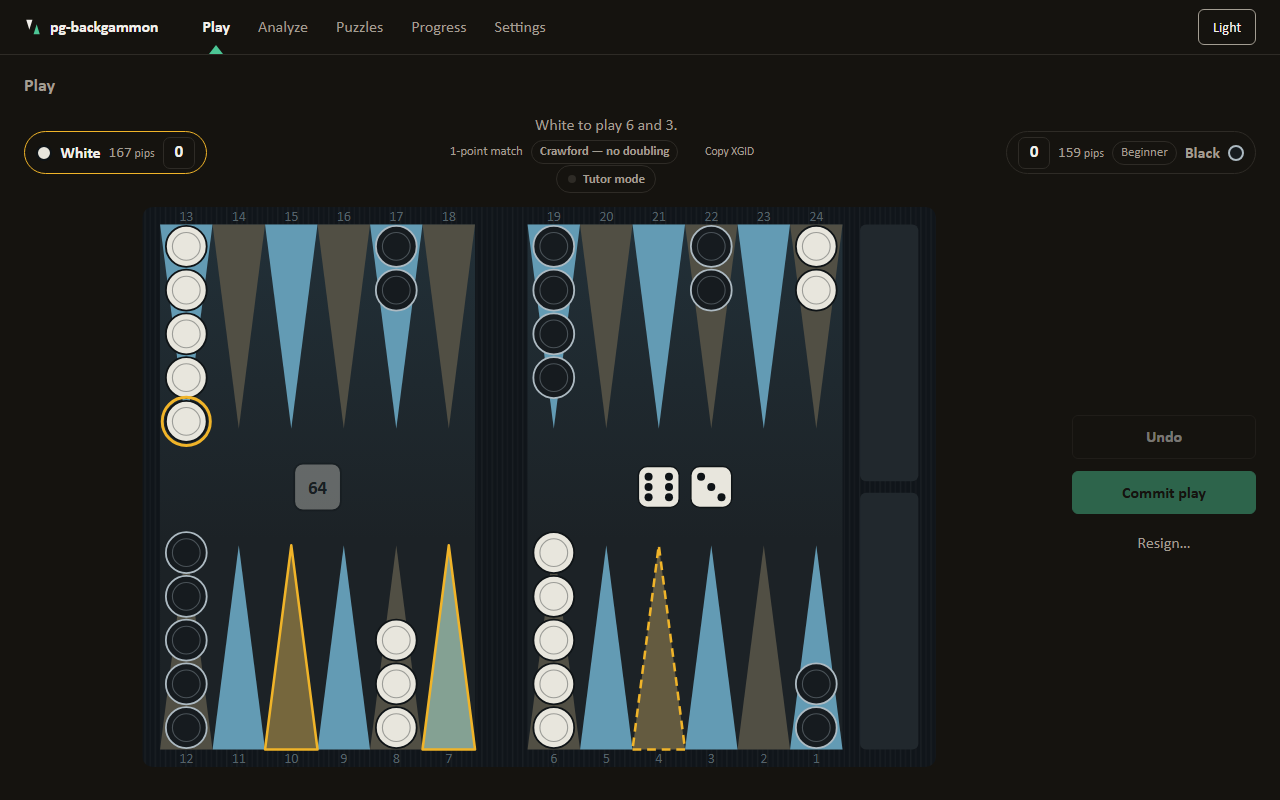 pg-backgammon Play Analyze Puzzles Progress Settings Light
Play
White to play 6 and 3.
White 167 pips 0
1-point match Crawford — no doubling Copy XGID
Tutor mode
0 159 pips Beginner Black
13 14 15 16 17 18 19 20 21 22 23 24
64
Undo
Commit play
Resign...
12 11 10 9 8 7 6 5 4 3 2 1